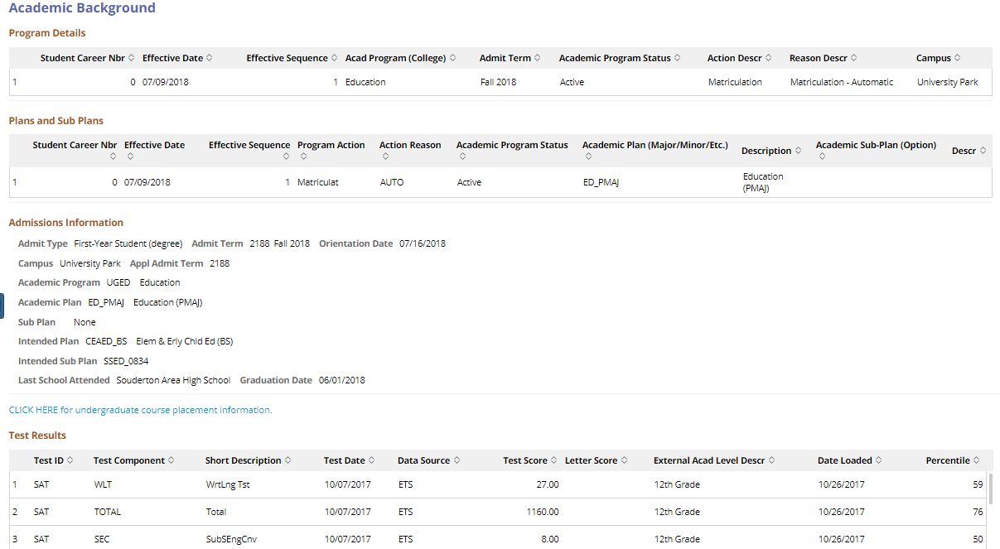 Academic Background
Program Details
Student Career Nbr Effective Date Effective Sequence Acad Program (College) Admit Term Academic Program Status Action Descr Reason Descr Campus
1 0 07/09/2018 1 Education Fall 2018 Active Matriculation Matriculation - Automatic University Park
Plans and Sub Plans
Student Career Nbr Effective Date Effective Sequence Program Action Action Reason Academic Program Status Academic Plan (Major/Minor/Etc.) Description Academic Sub-Plan (Option) Descr
1 0 07/09/2018 1 Matriculat AUTO Active ED_PMAJ Education
(PMAJ)
Admissions Information
Admit Type First-Year Student (degree) Admit Term 2188 Fall 2018 Orientation Date 07/16/2018
Campus University Park Appl Admit Term 2188
Academic Program UGED Education
Academic Plan ED_PMAJ Education (PMAJ)
Sub Plan None
Intended Plan CEAED_BS Elem & Erly Chld Ed (BS)
Intended Sub Plan SSED_0834
Last School Attended Souderton Area High School Graduation Date 06/01/2018
CLICK HERE for undergraduate course placement information.
Test Results
Test ID Test Component Short Description Test Date Data Source Test Score Letter Score External Acad Level Descr Date Loaded Percentile
1 SAT WLT WrtLng Tst 10/07/2017 ETS 27.00 12th Grade 10/26/2017 59
2 SAT TOTAL Total 10/07/2017 ETS 1160.00 12th Grade 10/26/2017 76
3 SAT SEC SubSEngCnv 10/07/2017 ETS 8.00 12th Grade 10/26/2017 50